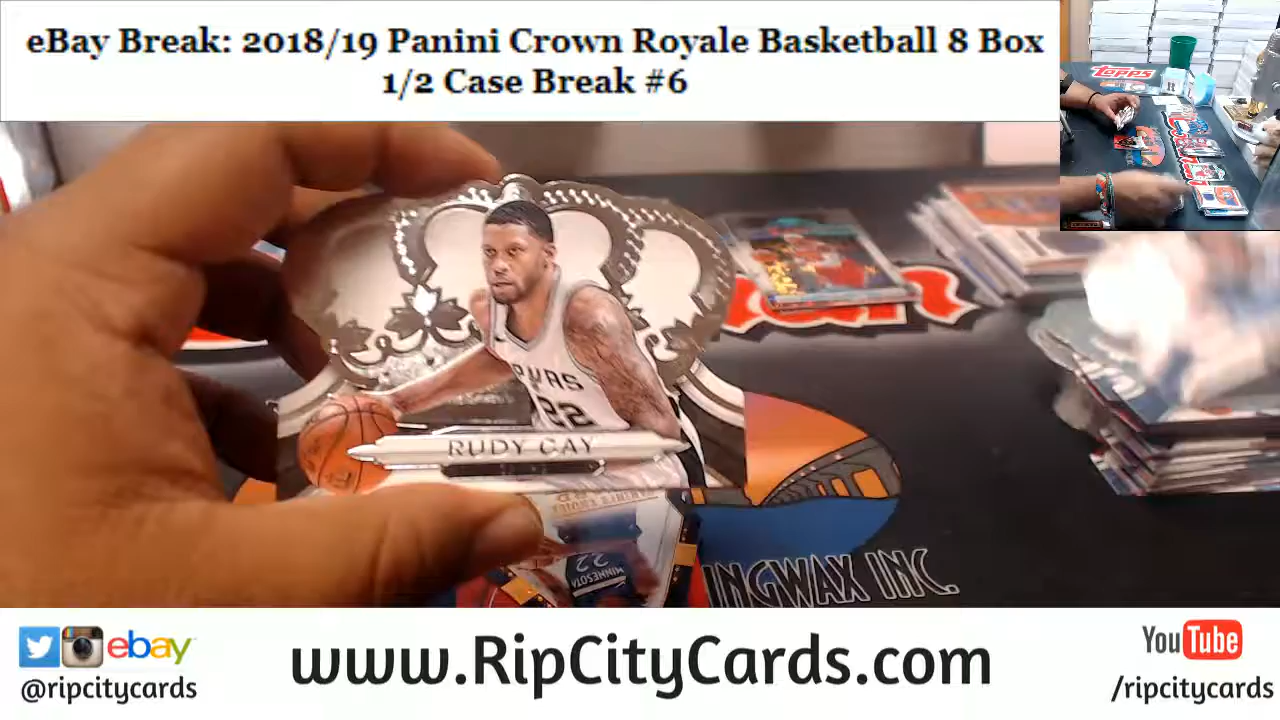 eBay Break: 2018/19 Panini Crown Royale Basketball 8 Box
1/2 Case Break #6
Topps
SPURS
22
RUDY GAY
MINNESOTA
22
INGWAX INC.
ebay
@ripcitycards
www.RipCityCards.com
YouTube
/ripcitycards